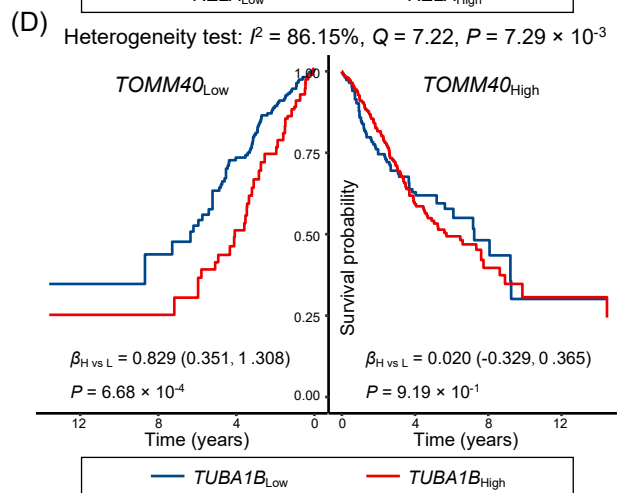 (D)
Heterogeneity test: I² = 86.15%, Q = 7.22, P = 7.29 × 10⁻³
TOMM40Low
TOMM40High
1.00
0.75
0.50
0.25
0.00
Survival probability
βH vs L = 0.829 (0.351, 1.308)
P = 6.68 × 10⁻⁴
βH vs L = 0.020 (-0.329, 0.365)
P = 9.19 × 10⁻¹
12 8 4 0
0 4 8 12
Time (years)
Time (years)
TUBA1BLow
TUBA1BHigh